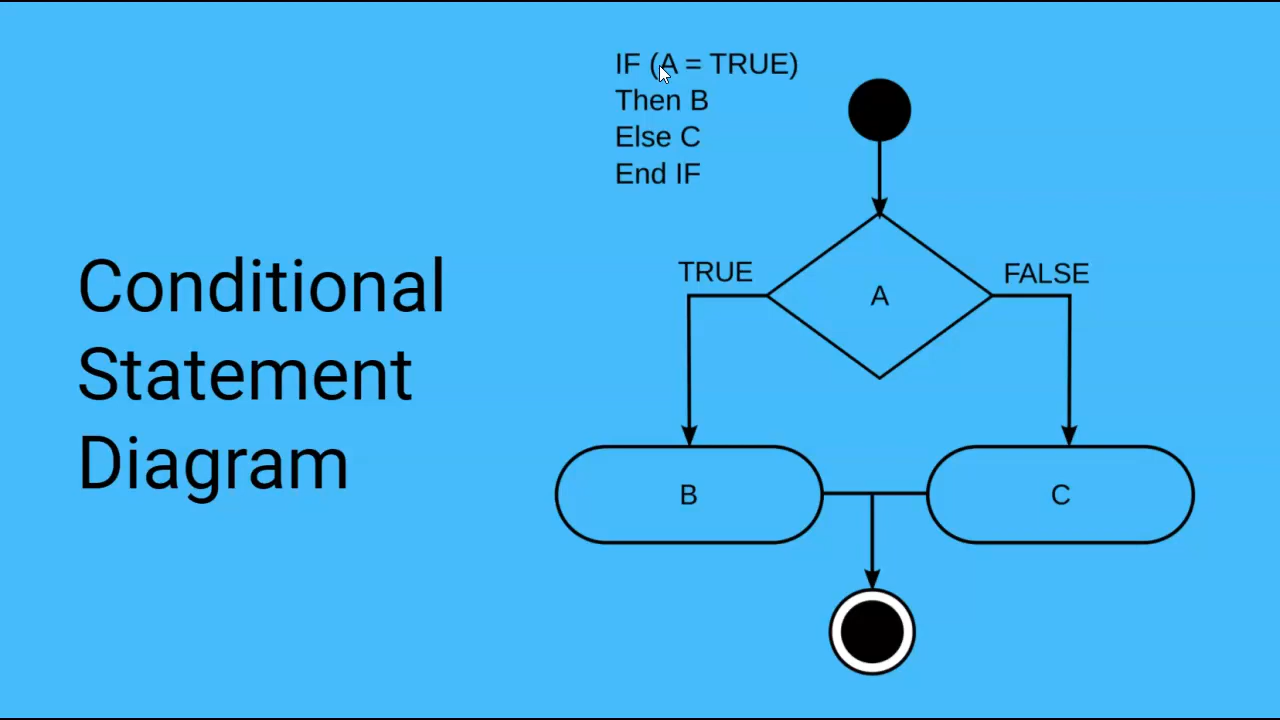 IF (A = TRUE)
Then B
Else C
End IF
Conditional
Statement
Diagram
TRUE
A
FALSE
B
C